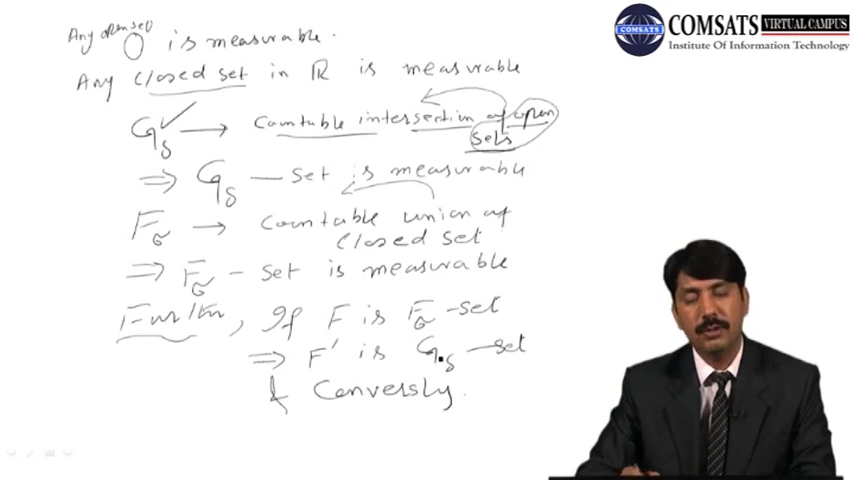 COMSATS VIRTUAL CAMPUS
COMSATS
Institute Of Information Technology
Any open set O is measurable.
Any closed set in ℝ is measurable
Gδ → Countable intersection of open
sets
⇒ Gδ — set is measurable
Fσ → Countable union of
closed set
⇒ Fσ - set is measurable
Further, If F is Fσ -set
⇒ F' is Gδ -set
& Conversly.